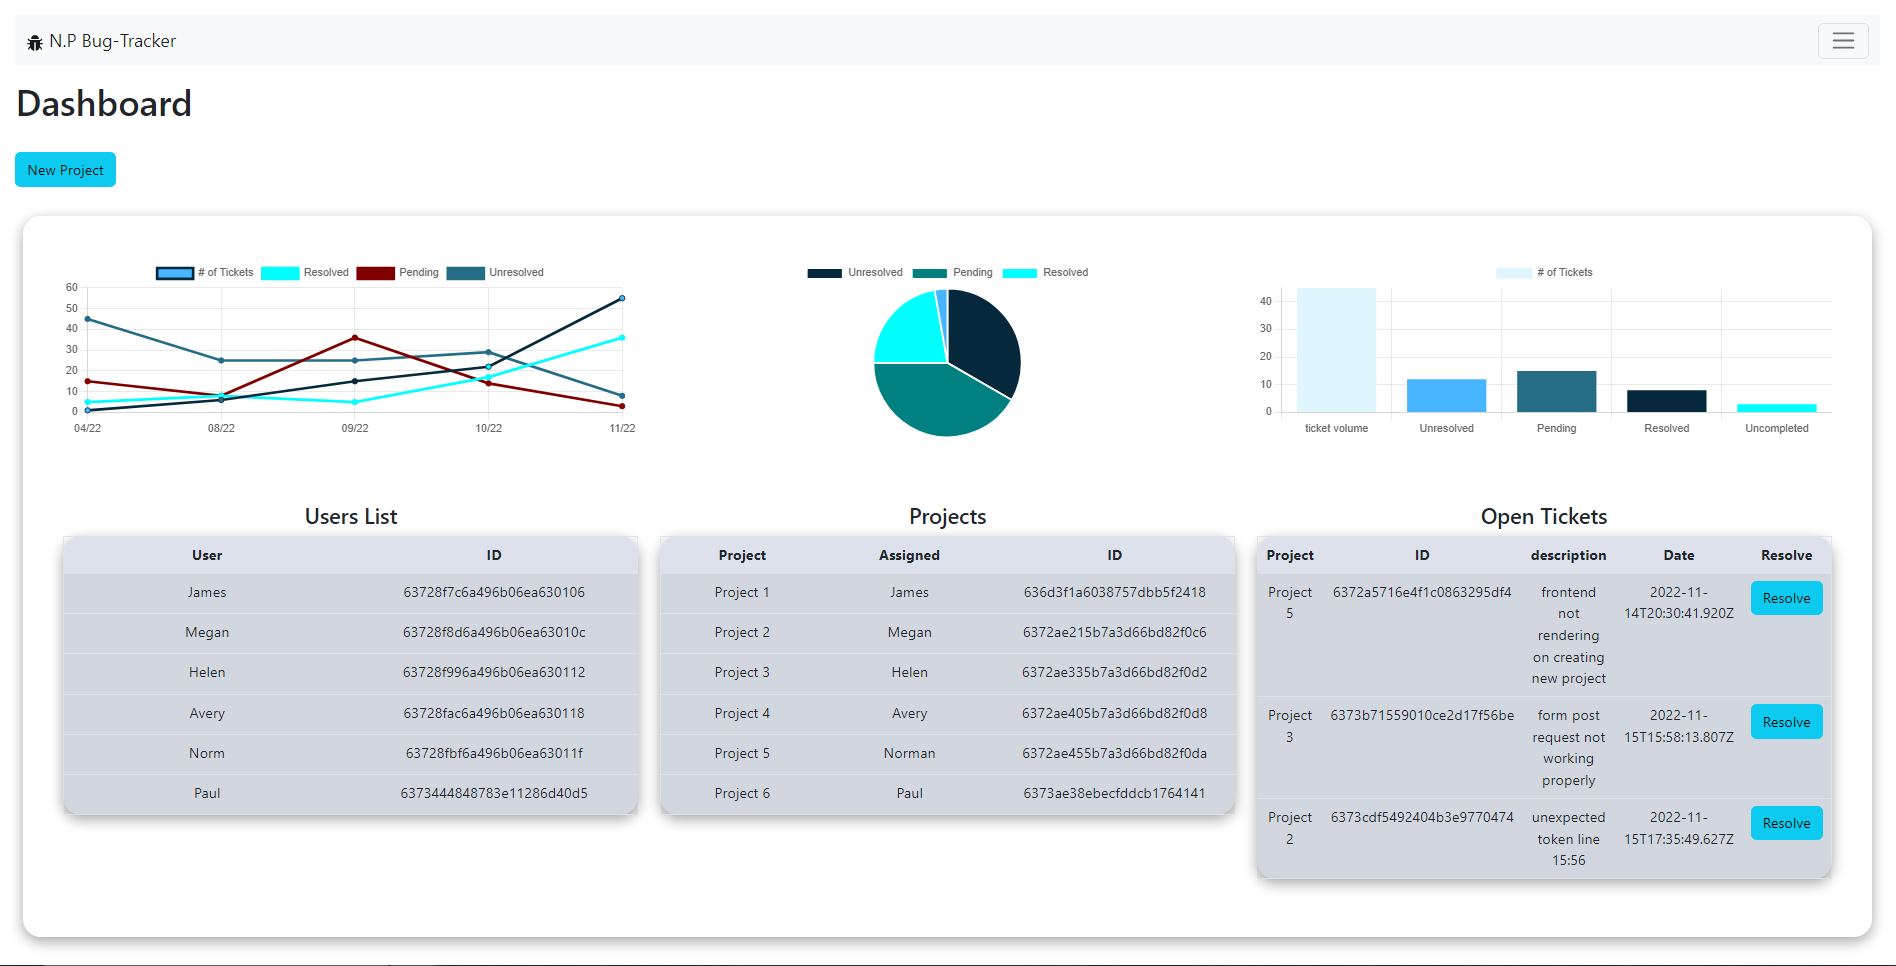 N.P Bug-Tracker
Dashboard
New Project
# of Tickets Resolved Pending Unresolved
60
50
40
30
20
10
0
04/22 08/22 09/22 10/22 11/22
Unresolved Pending Resolved
# of Tickets
40
30
20
10
0
ticket volume Unresolved Pending Resolved Uncompleted
Users List
User ID
James 63728f7c6a496b06ea630106
Megan 63728f8d6a496b06ea63010c
Helen 63728f996a496b06ea630112
Avery 63728fac6a496b06ea630118
Norm 63728fbf6a496b06ea63011f
Paul 6373444848783e11286d40d5
Projects
Project Assigned ID
Project 1 James 636d3f1a6038757dbb5f2418
Project 2 Megan 6372ae215b7a3d66bd82f0c6
Project 3 Helen 6372ae335b7a3d66bd82f0d2
Project 4 Avery 6372ae405b7a3d66bd82f0d8
Project 5 Norman 6372ae455b7a3d66bd82f0da
Project 6 Paul 6373ae38ebecfddcb1764141
Open Tickets
Project ID description Date Resolve
Project 6372a5716e4f1c0863295df4 frontend 2022-11- Resolve
5 not 14T20:30:41.920Z
rendering
on creating
new project
Project 6373b71559010ce2d17f56be form post 2022-11- Resolve
3 request not 15T15:58:13.807Z
working
properly
Project 6373cdf5492404b3e9770474 unexpected 2022-11- Resolve
2 token line 15T17:35:49.627Z
15:56